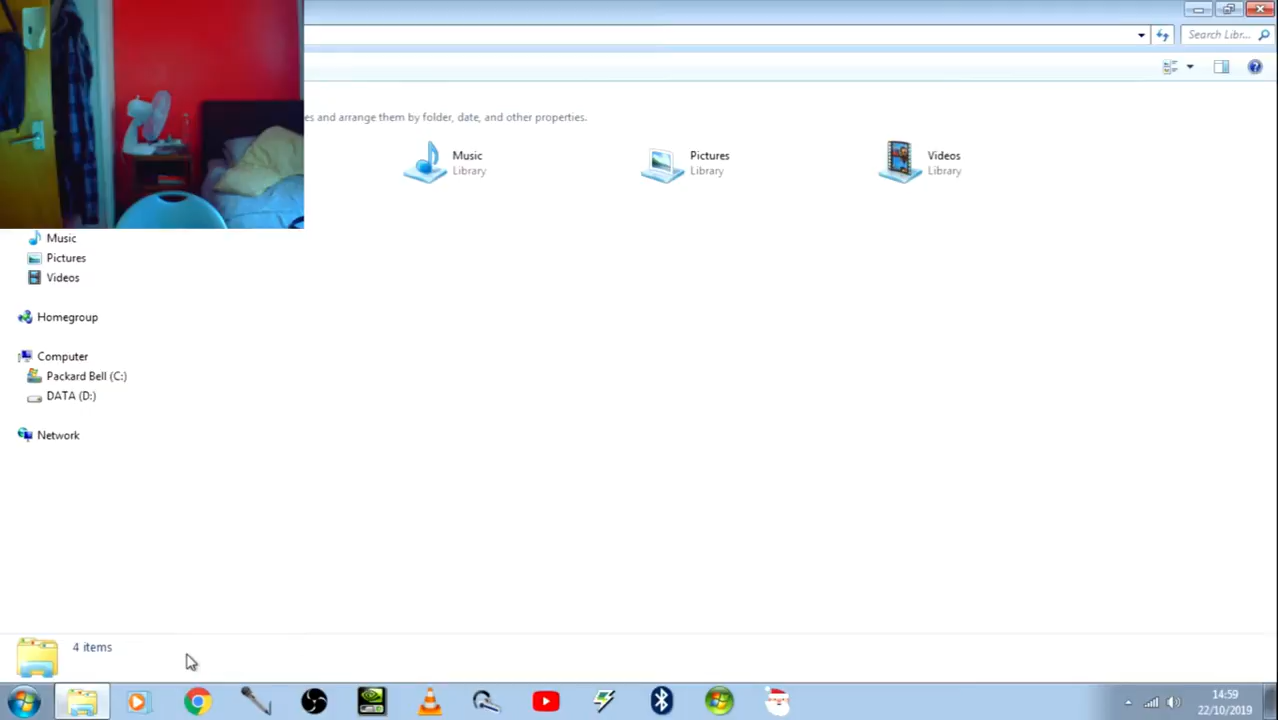 Search Libr...
es and arrange them by folder, date, and other properties.
Music
Library
Pictures
Library
Videos
Library
Music
Pictures
Videos
Homegroup
Computer
Packard Bell (C:)
DATA (D:)
Network
4 items
14:59
22/10/2019